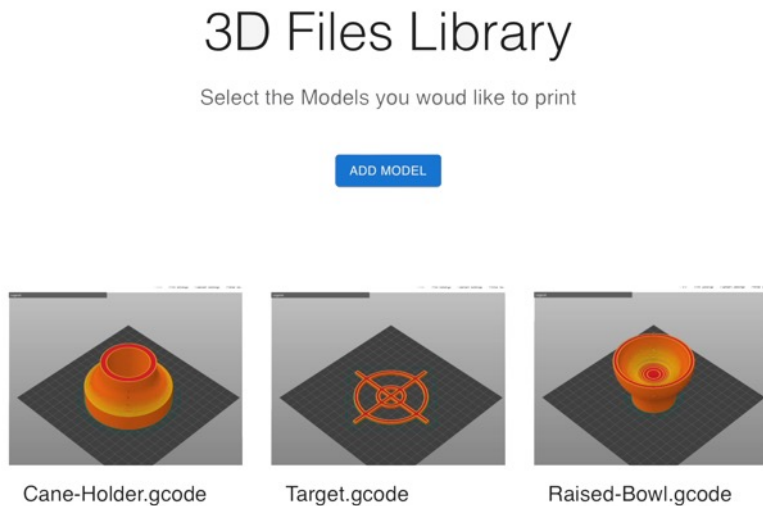 3D Files Library
Select the Models you woud like to print
ADD MODEL
Cane-Holder.gcode
Target.gcode
Raised-Bowl.gcode